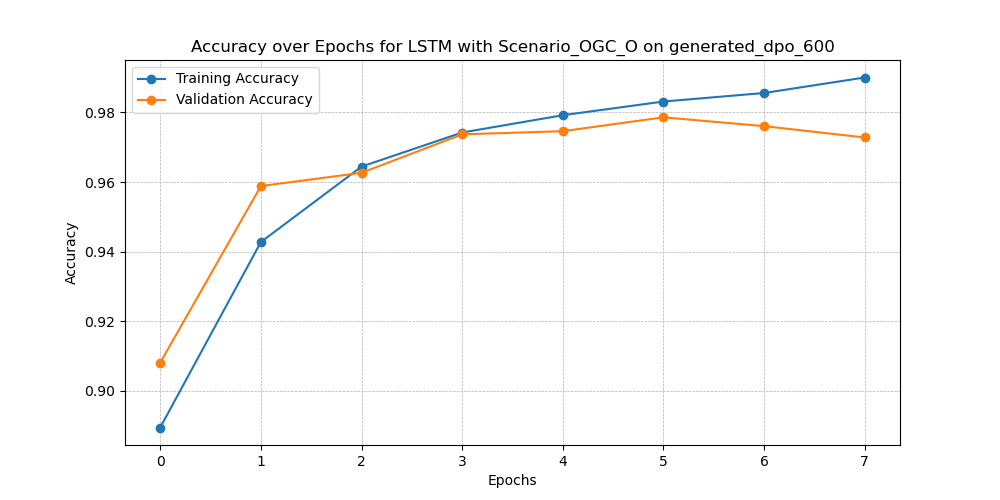 Accuracy over Epochs for LSTM with Scenario_OGC_O on generated_dpo_600
Training Accuracy
Validation Accuracy
0.98
0.96
0.94
0.92
0.90
Accuracy
0 1 2 3 4 5 6 7
Epochs